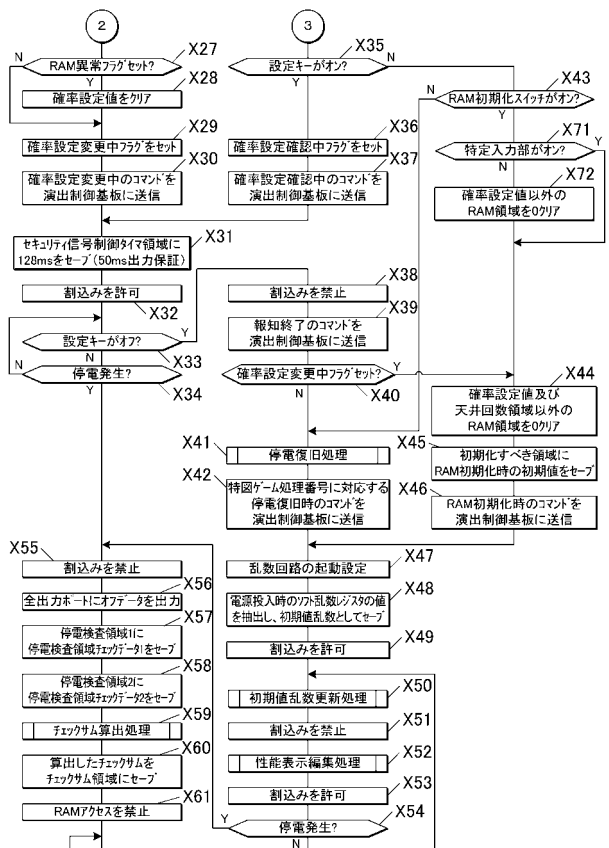 2
RAM異常フラグセット?
X27
N
Y
X28
確率設定値をクリア
X29
確率設定変更中フラグをセット
X30
確率設定変更中のコマンドを
演出制御基板に送信
X31
セキュリティ信号制御タイマ領域に
128msをセーブ(50ms出力保証)
割込みを許可
X32
設定キーがオフ?
Y
X33
N
停電発生?
N
X34
Y
3
設定キーがオン?
X35
N
Y
X36
確率設定確認中フラグをセット
X37
確率設定確認中のコマンドを
演出制御基板に送信
X38
割込みを禁止
X39
報知終了のコマンドを
演出制御基板に送信
確率設定変更中フラグセット?
Y
N
X40
X41
停電復旧処理
X42
特図ゲーム処理番号に対応する
停電復旧時のコマンドを
演出制御基板に送信
X43
N
RAM初期化スイッチがオン?
Y
X71
特定入力部がオン?
Y
N
X72
確率設定値以外の
RAM領域を0クリア
X44
確率設定値及び
天井回数領域以外の
RAM領域を0クリア
X45
初期化すべき領域に
RAM初期化時の初期値をセーブ
X46
RAM初期化時のコマンドを
演出制御基板に送信
X47
乱数回路の起動設定
X48
電源投入時のソフト乱数レジスタの値
を抽出し、初期値乱数としてセーブ
X49
割込みを許可
X50
初期値乱数更新処理
X51
割込みを禁止
X52
性能表示編集処理
X53
割込みを許可
X54
停電発生?
Y
N
X55
割込みを禁止
X56
全出力ポートにオフデータを出力
X57
停電検査領域1に
停電検査領域チェックデータ1をセーブ
X58
停電検査領域2に
停電検査領域チェックデータ2をセーブ
X59
チェックサム算出処理
X60
算出したチェックサムを
チェックサム領域にセーブ
X61
RAMアクセスを禁止